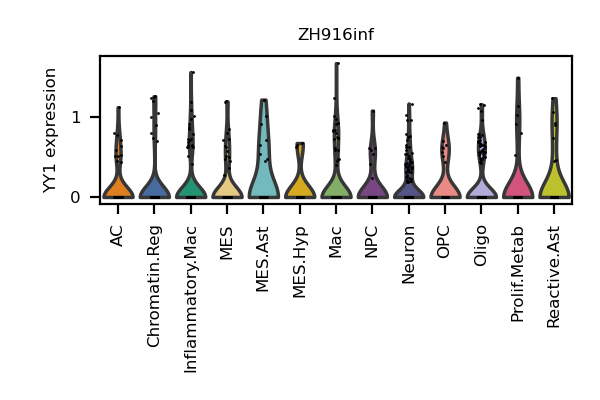 ZH916inf
YY1 expression
1
0
AC
Chromatin.Reg
Inflammatory.Mac
MES
MES.Ast
MES.Hyp
Mac
NPC
Neuron
OPC
Oligo
Prolif.Metab
Reactive.Ast